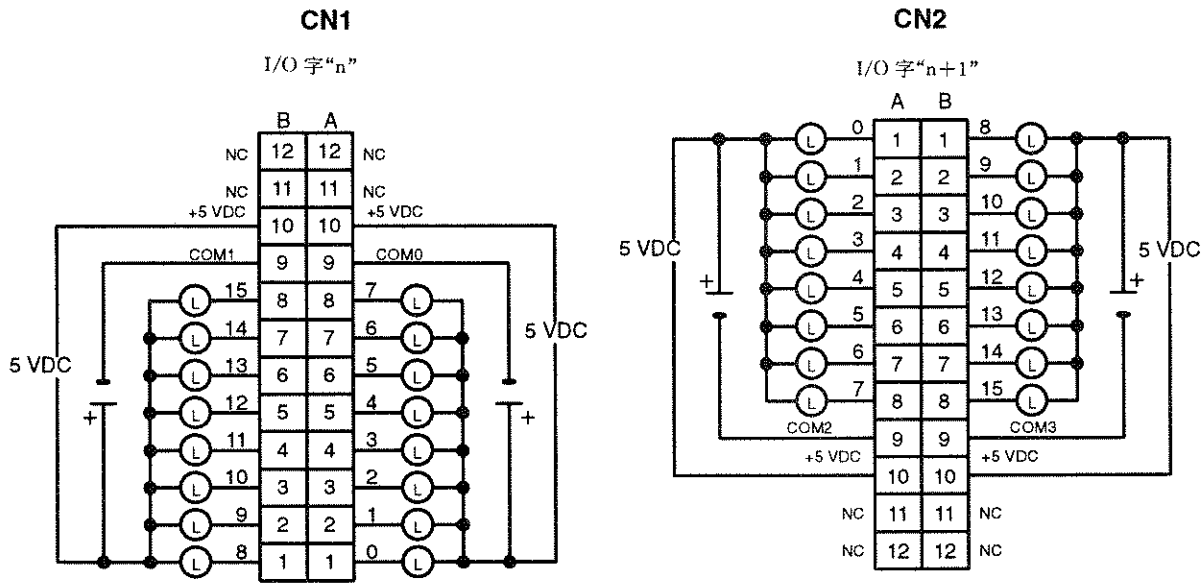 CN1
I/O 字“n”
B A
NC 12 12 NC
NC 11 11 NC
+5 VDC 10 10 +5 VDC
COM1 9 9 COM0
15 8 8 7
14 7 7 6
13 6 6 5
12 5 5 4
11 4 4 3
10 3 3 2
9 2 2 1
8 1 1 0
L L
L L
L L
L L
L L
L L
L L
L L
5 VDC
5 VDC
+ +
CN2
I/O 字“n+1”
A B
0 1 1 8
1 2 2 9
2 3 3 10
3 4 4 11
4 5 5 12
5 6 6 13
6 7 7 14
7 8 8 15
COM2 9 9 COM3
+5 VDC 10 10 +5 VDC
NC 11 11 NC
NC 12 12 NC
L L
L L
L L
L L
L L
L L
L L
L L
5 VDC
5 VDC
+ +